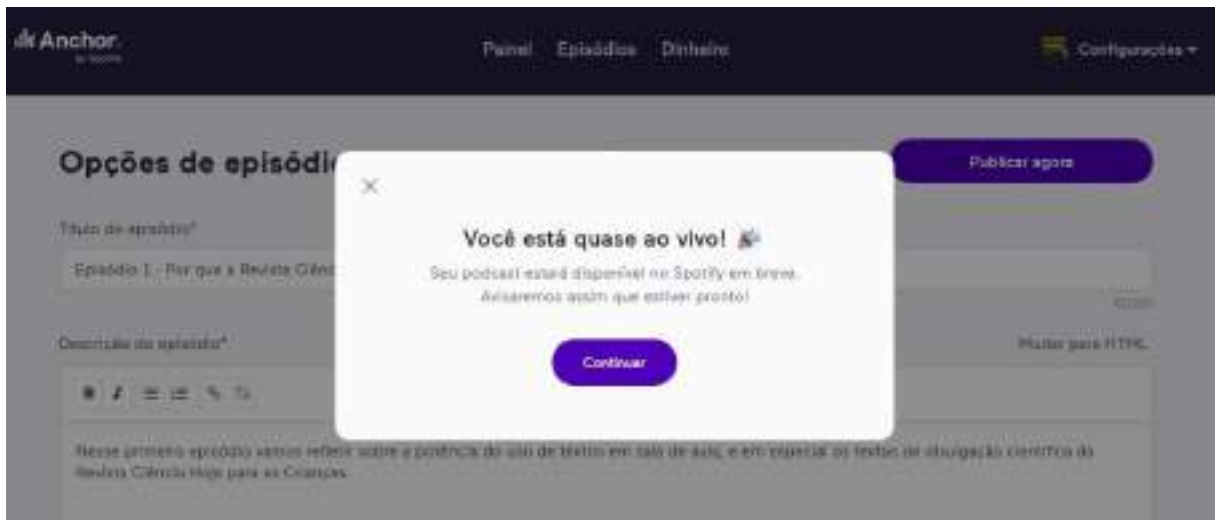 Anchor
by Spotify
Painel Episódios Dinheiro
Configurações
Opções de episódi
Publicar agora
Título do episódio*
Episódio 1 - Por que a Revista Ciênc
Descrição do episódio*
Mudar para HTML
B I
Você está quase ao vivo! 🎉
Seu podcast estará disponível no Spotify em breve.
Avisaremos assim que estiver pronto!
Continuar
Nesse primeiro episódio vamos refletir sobre a potência do uso de textos em sala de aula, e em especial os textos de divulgação científica da
Revista Ciência Hoje para as Crianças.